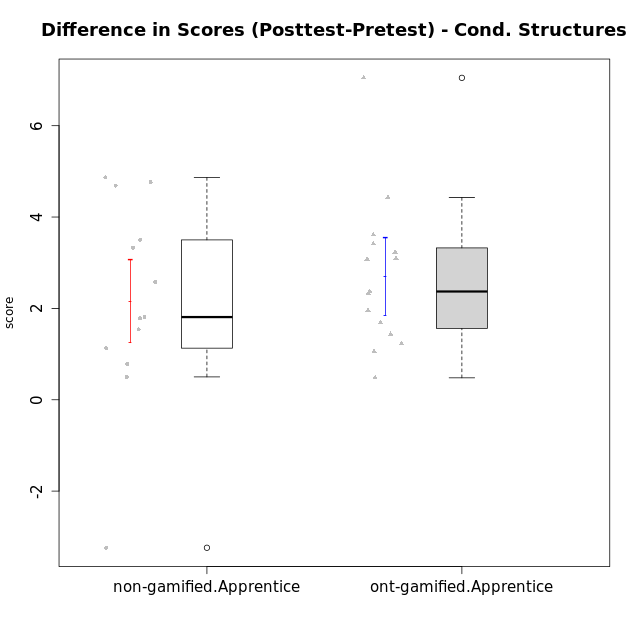 Difference in Scores (Posttest-Pretest) - Cond. Structures
score
6
4
2
0
-2
non-gamified.Apprentice ont-gamified.Apprentice